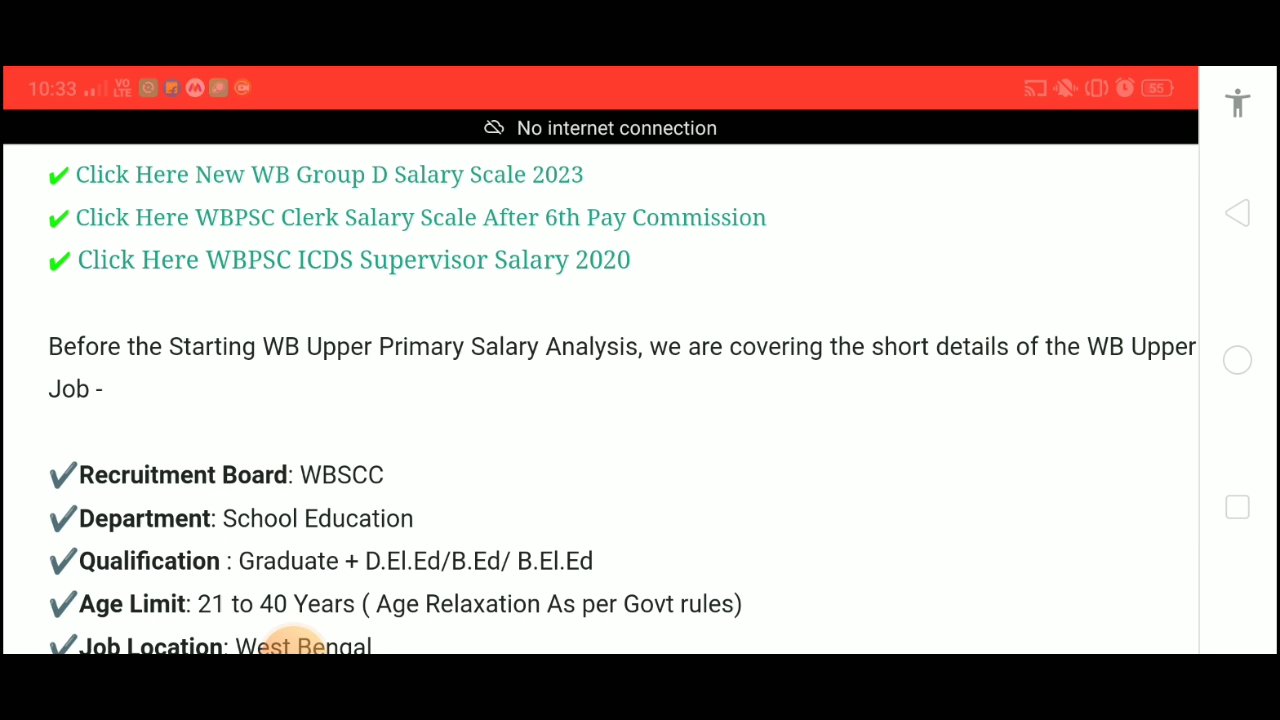 10:33 VO LTE 55
No internet connection
✔ Click Here New WB Group D Salary Scale 2023
✔ Click Here WBPSC Clerk Salary Scale After 6th Pay Commission
✔ Click Here WBPSC ICDS Supervisor Salary 2020
Before the Starting WB Upper Primary Salary Analysis, we are covering the short details of the WB Upper
Job -
✔Recruitment Board: WBSCC
✔Department: School Education
✔Qualification : Graduate + D.El.Ed/B.Ed/ B.El.Ed
✔Age Limit: 21 to 40 Years ( Age Relaxation As per Govt rules)
✔Job Location: West Bengal